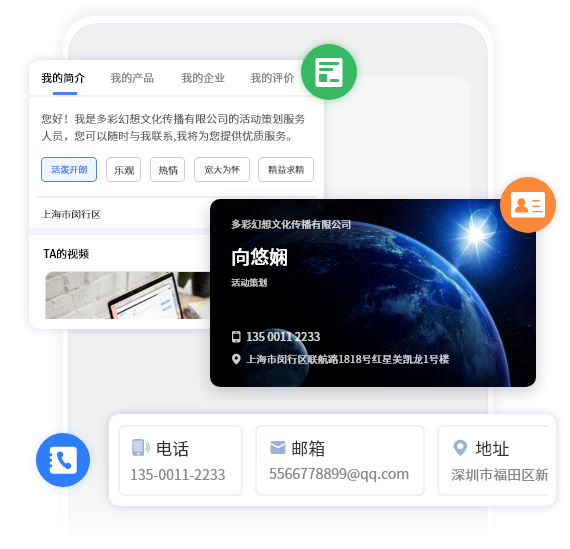 我的简介 我的产品 我的企业 我的评价
您好！我是多彩幻想文化传播有限公司的活动策划服务
人员，您可以随时与我联系,我将为您提供优质服务。
活泼开朗 乐观 热情 宽大为怀 精益求精
上海市闵行区
TA的视频
多彩幻想文化传播有限公司
向悠娴
活动策划
135 0011 2233
上海市闵行区联航路1818号红星美凯龙1号楼
电话 邮箱 地址
135-0011-2233 5566778899@qq.com 深圳市福田区新